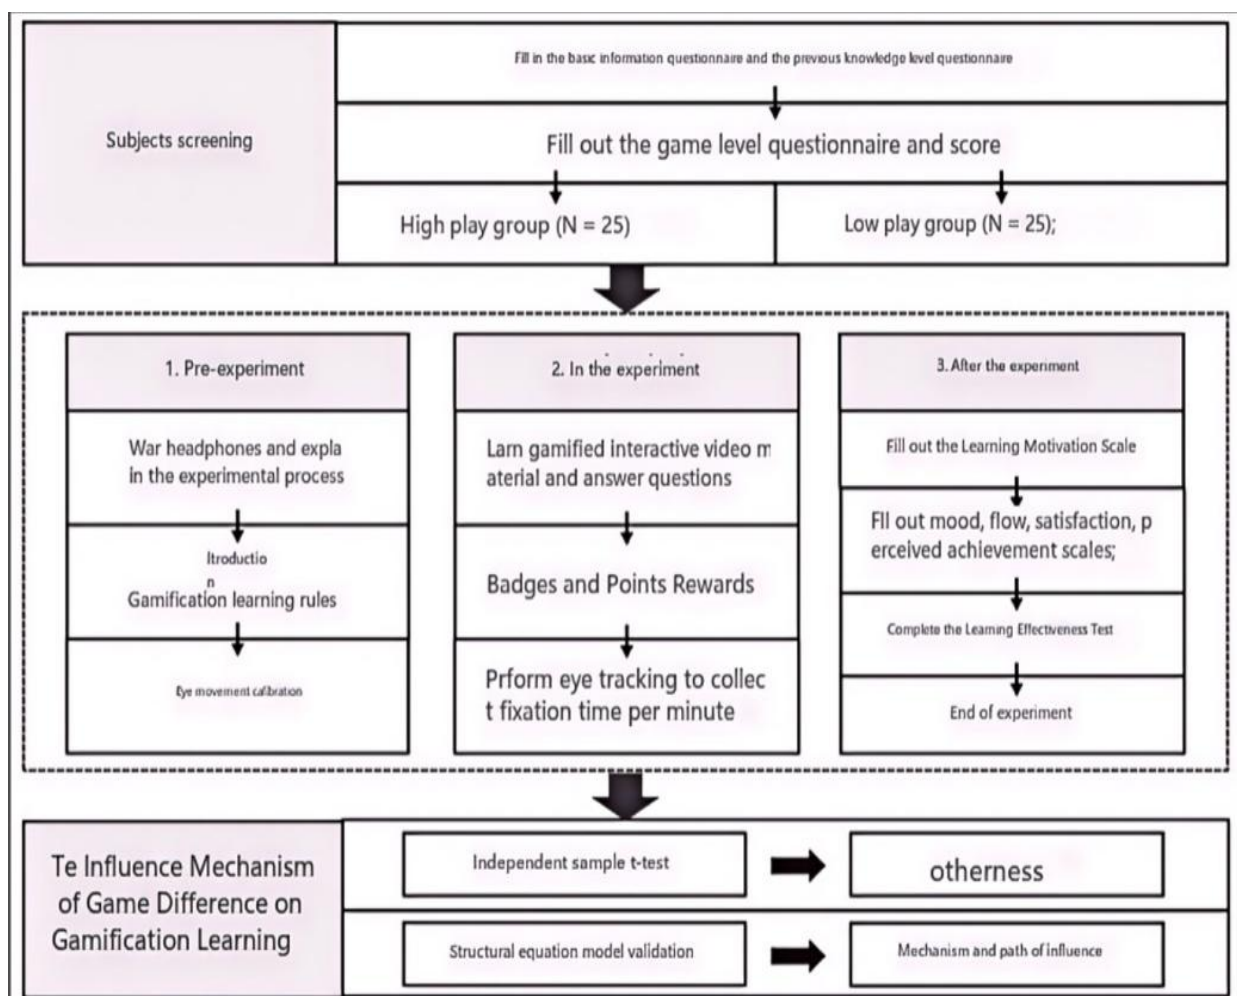 Subjects screening
Fill in the basic information questionnaire and the previous knowledge level questionnaire
Fill out the game level questionnaire and score
High play group (N = 25)
Low play group (N = 25);
1. Pre-experiment
War headphones and expla
in the experimental process
Itroductio
n
Gamification learning rules
Eye movement calibration
2. In the experiment
Larn gamified interactive video m
aterial and answer questions
Badges and Points Rewards
Prform eye tracking to collec
t fixation time per minute
3. After the experiment
Fill out the Learning Motivation Scale
Fll out mood, flow, satisfaction, p
erceived achievement scales;
Complete the Learning Effectiveness Test
End of experiment
Te Influence Mechanism
of Game Difference on
Gamification Learning
Independent sample t-test
otherness
Structural equation model validation
Mechanism and path of influence